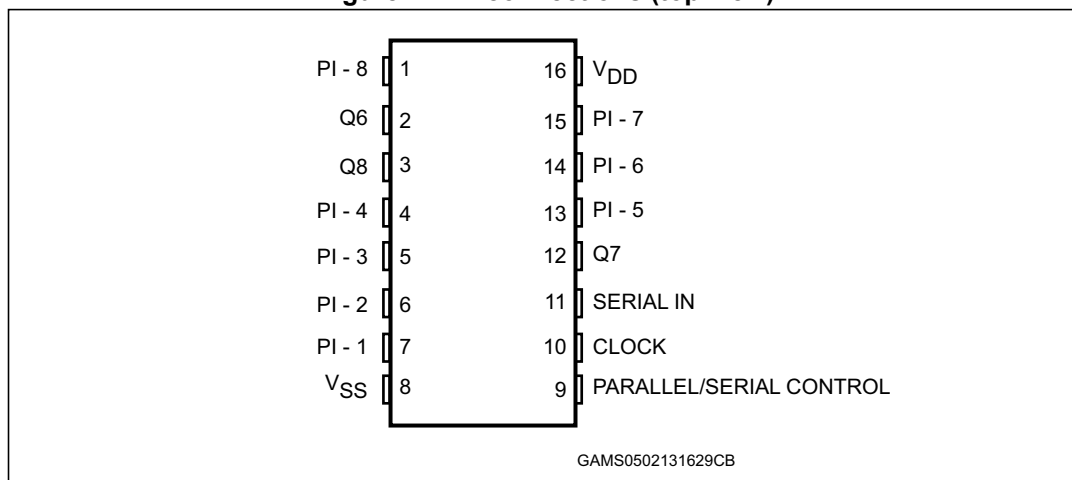 PI - 8 1 16 VDD
Q6 2 15 PI - 7
Q8 3 14 PI - 6
PI - 4 4 13 PI - 5
PI - 3 5 12 Q7
PI - 2 6 11 SERIAL IN
PI - 1 7 10 CLOCK
VSS 8 9 PARALLEL/SERIAL CONTROL
GAMS0502131629CB